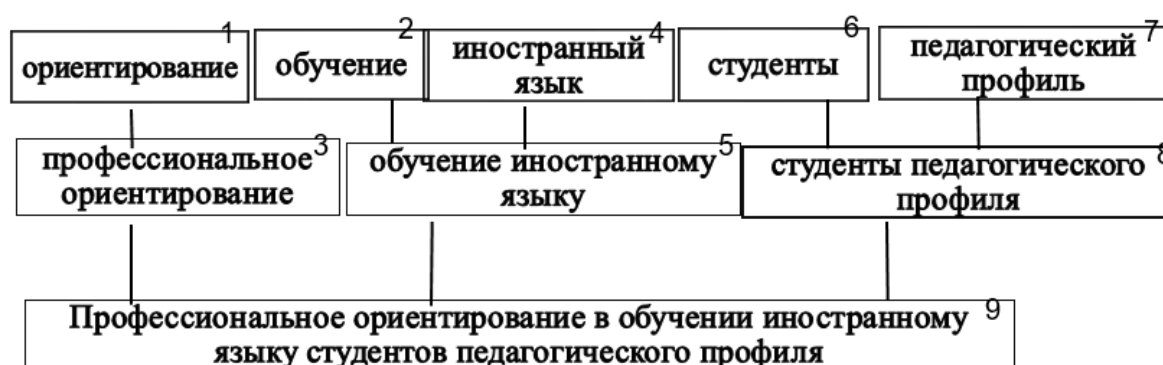 1
ориентирование
2
обучение
4
иностранный
язык
6
студенты
7
педагогический
профиль
3
профессиональное
ориентирование
5
обучение иностранному
языку
8
студенты педагогического
профиля
9
Профессиональное ориентирование в обучении иностранному
языку студентов педагогического профиля